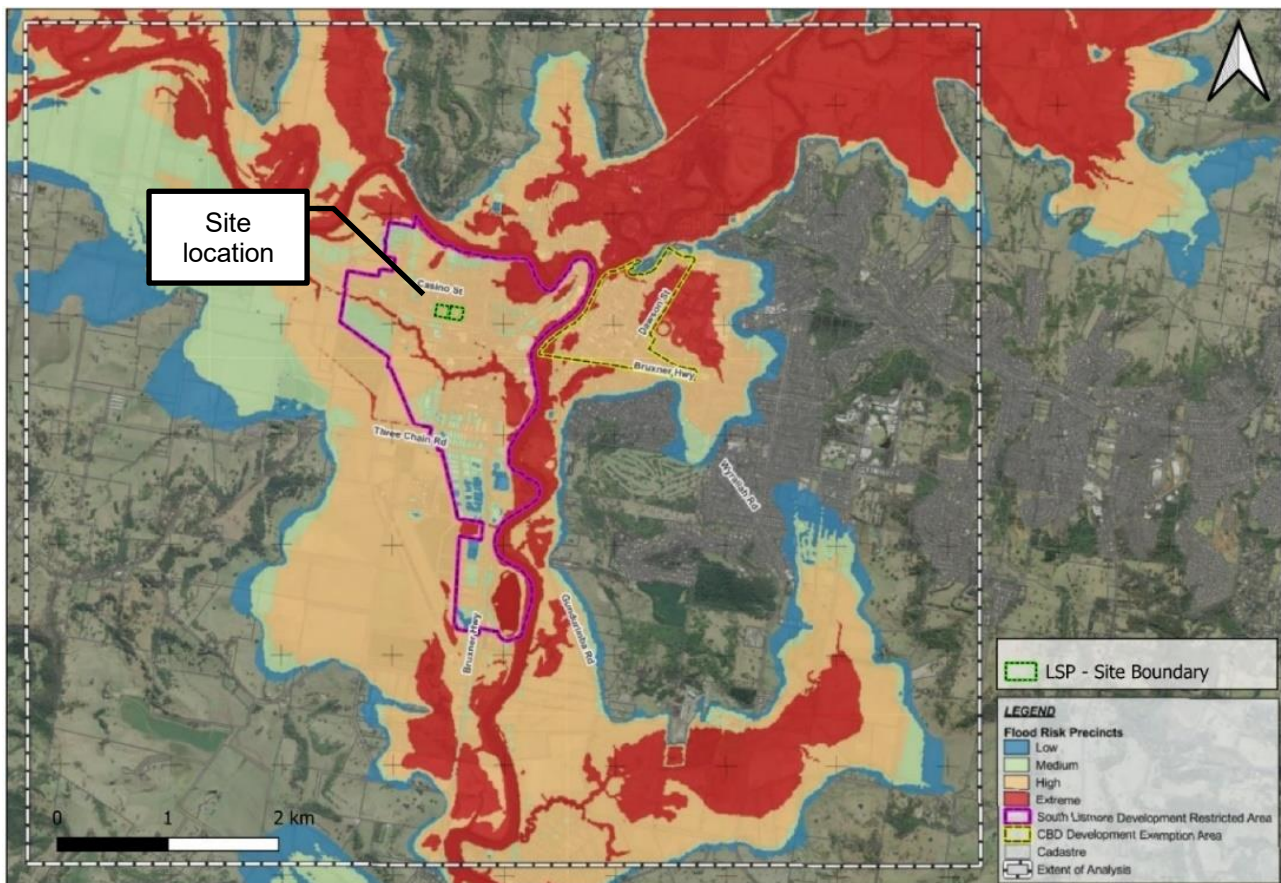 Site
location
Casino St
Dawson St
Bruxner Hwy
Three Chain Rd
Wyrallah Rd
Gundurimba Rd
Bruxner Hwy
0 1 2 km
LSP - Site Boundary
LEGEND
Flood Risk Precincts
Low
Medium
High
Extreme
South Lismore Development Restricted Area
CBD Development Exemption Area
Cadastre
Extent of Analysis